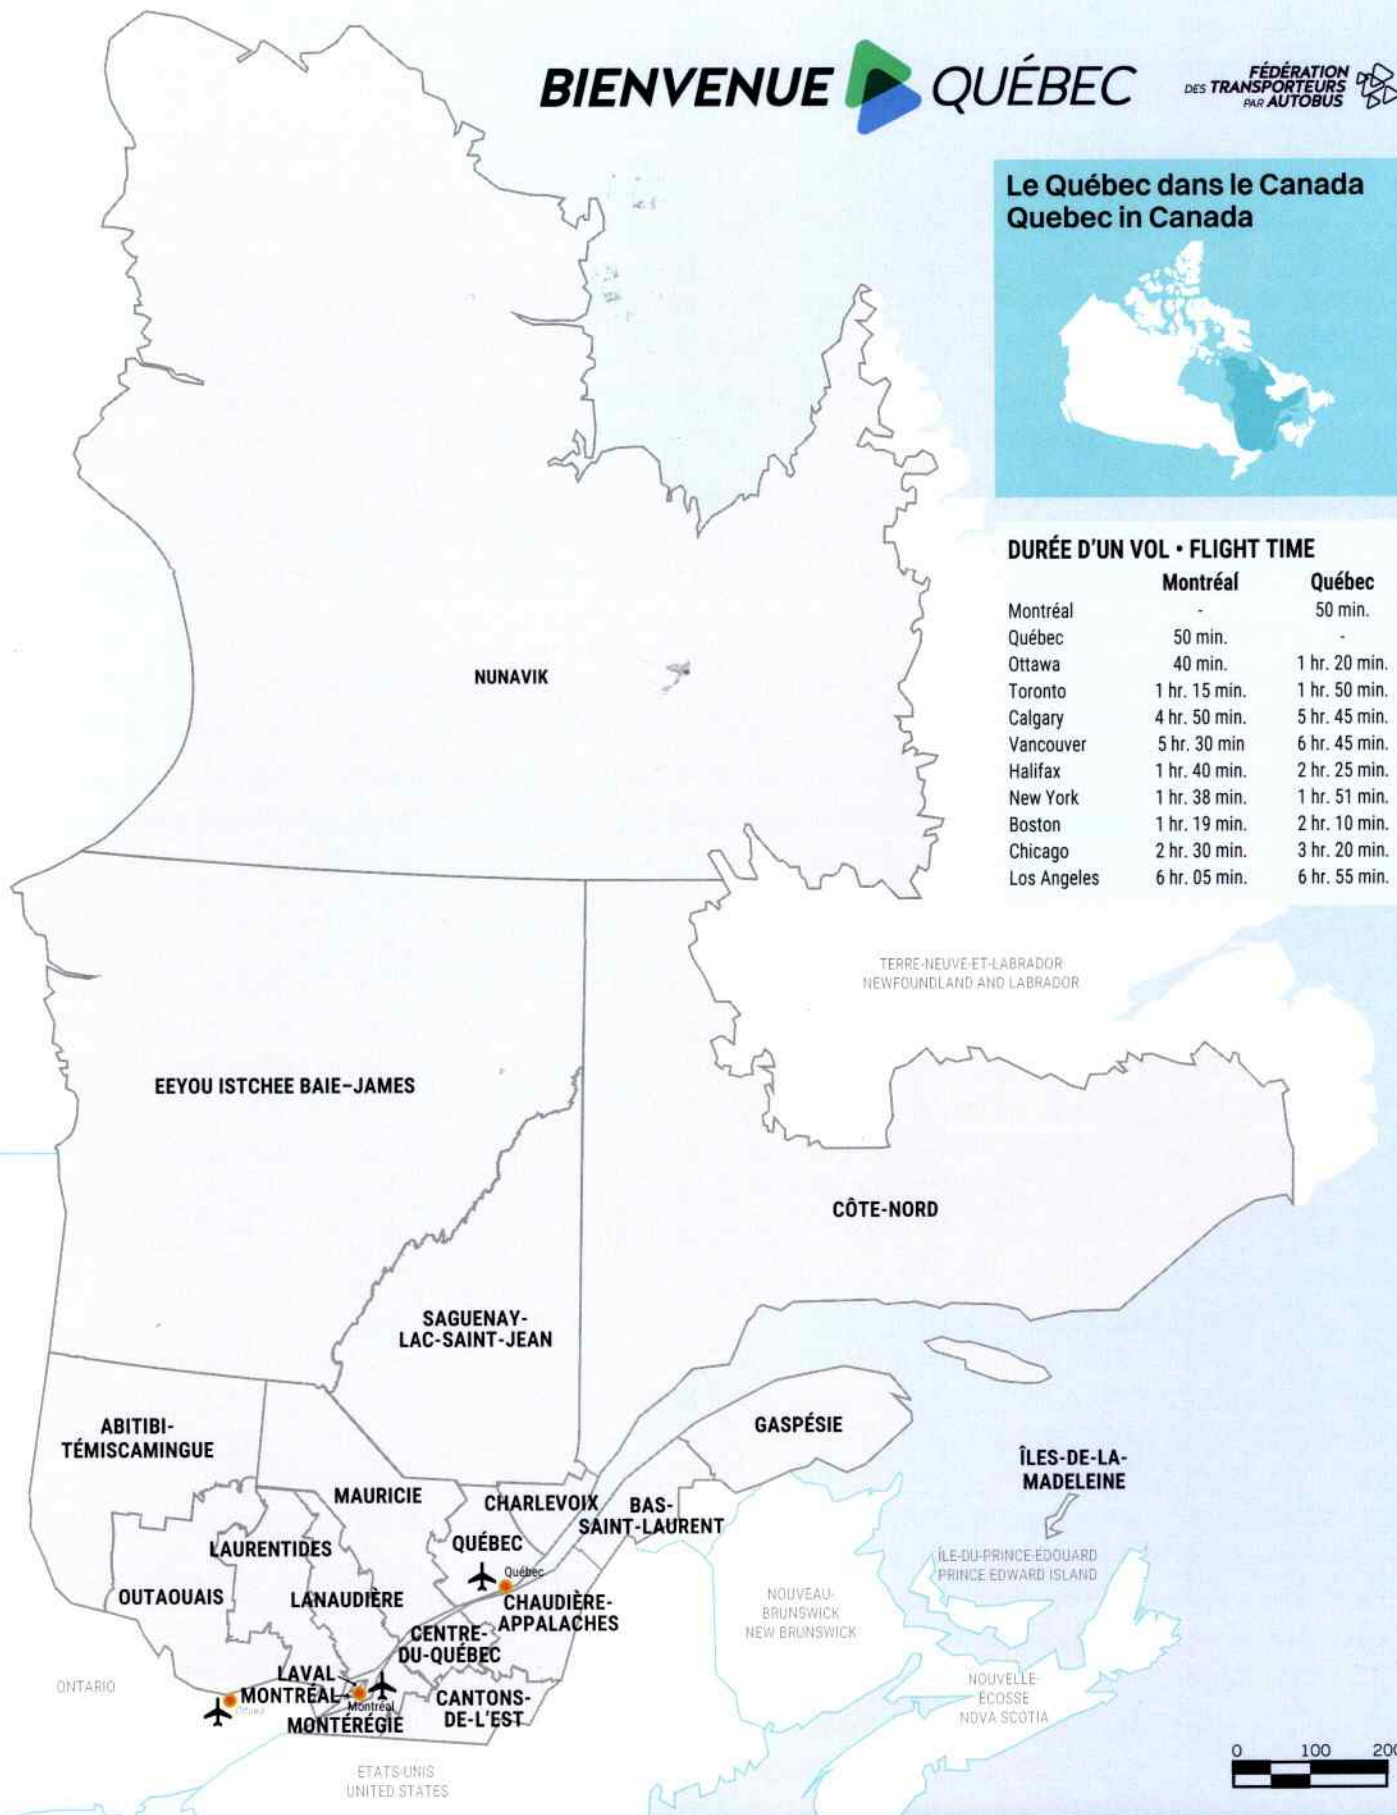 BIENVENUE QUÉBEC
FÉDÉRATION
DES TRANSPORTEURS
PAR AUTOBUS
Le Québec dans le Canada
Quebec in Canada
DURÉE D'UN VOL • FLIGHT TIME
Montréal Québec
Montréal - 50 min.
Québec 50 min. -
Ottawa 40 min. 1 hr. 20 min.
Toronto 1 hr. 15 min. 1 hr. 50 min.
Calgary 4 hr. 50 min. 5 hr. 45 min.
Vancouver 5 hr. 30 min 6 hr. 45 min.
Halifax 1 hr. 40 min. 2 hr. 25 min.
New York 1 hr. 38 min. 1 hr. 51 min.
Boston 1 hr. 19 min. 2 hr. 10 min.
Chicago 2 hr. 30 min. 3 hr. 20 min.
Los Angeles 6 hr. 05 min. 6 hr. 55 min.
NUNAVIK
TERRE-NEUVE-ET-LABRADOR
NEWFOUNDLAND AND LABRADOR
EEYOU ISTCHEE BAIE-JAMES
CÔTE-NORD
SAGUENAY-
LAC-SAINT-JEAN
ABITIBI-
TÉMISCAMINGUE
GASPÉSIE
ÎLES-DE-LA-
MADELEINE
MAURICIE
CHARLEVOIX
BAS-
SAINT-LAURENT
LAURENTIDES
QUÉBEC
Québec
ÎLE-DU-PRINCE-ÉDOUARD
PRINCE EDWARD ISLAND
OUTAOUAIS
LANAUDIÈRE
CHAUDIÈRE-
APPALACHES
NOUVEAU-
BRUNSWICK
NEW BRUNSWICK
CENTRE-
DU-QUÉBEC
ONTARIO
LAVAL
MONTRÉAL
Montréal
Ottawa
MONTÉRÉGIE
CANTONS-
DE-L'EST
NOUVELLE-
ÉCOSSE
NOVA SCOTIA
ÉTATS-UNIS
UNITED STATES
0 100 200